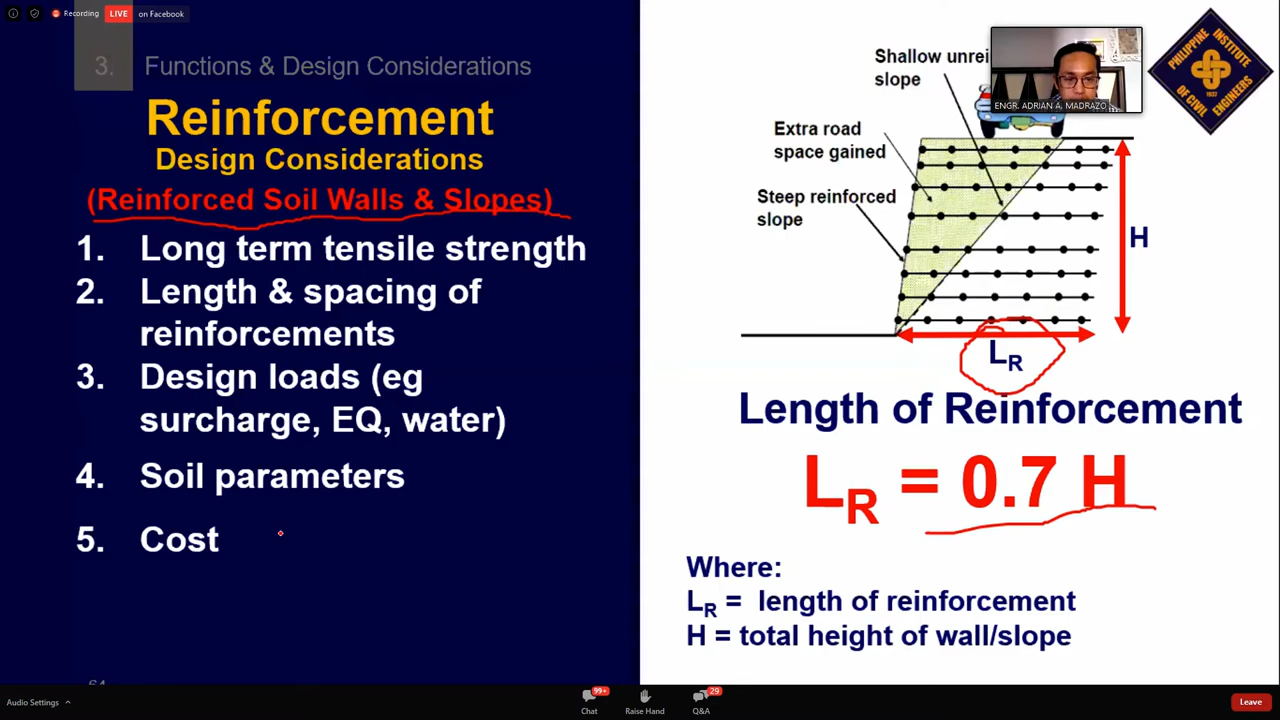 Recording
LIVE
on Facebook
3. Functions & Design Considerations
Reinforcement
Design Considerations
(Reinforced Soil Walls & Slopes)
1. Long term tensile strength
2. Length & spacing of
reinforcements
3. Design loads (eg
surcharge, EQ, water)
4. Soil parameters
5. Cost
Shallow
slope
Extra road
space gained
Steep reinforced
slope
H
LR
Length of Reinforcement
LR = 0.7 H
Where:
LR = length of reinforcement
H = total height of wall/slope
ENGR. ADRIAN A. MADRAZO
PHILIPPINE
INSTITUTE
OF CIVIL
ENGINEERS
1937
Audio Settings
Chat
99+
Raise Hand
Q&A
29
Leave